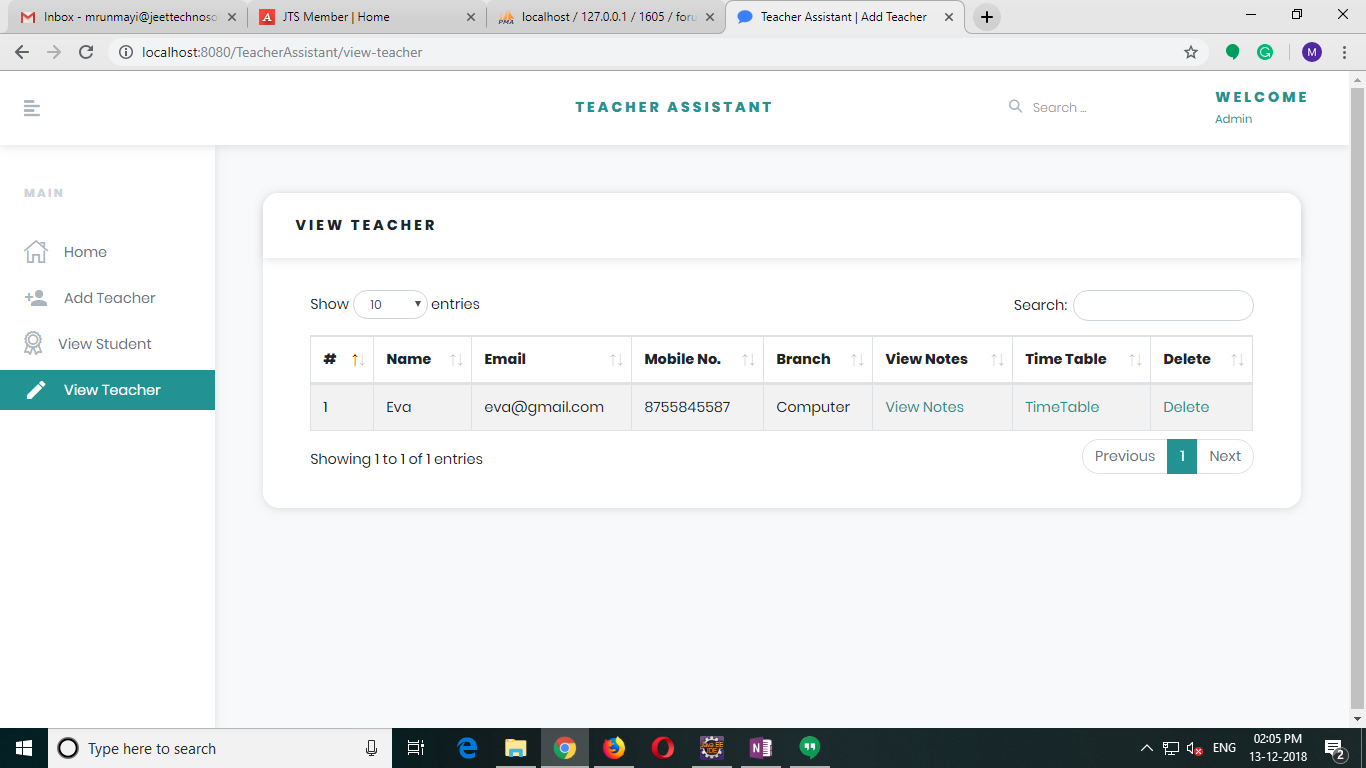 Inbox - mrunmayi@jeettechnoso
JTS Member | Home
localhost / 127.0.0.1 / 1605 / foru
Teacher Assistant | Add Teacher
localhost:8080/TeacherAssistant/view-teacher
M
TEACHER ASSISTANT
Search ...
WELCOME
Admin
MAIN
Home
Add Teacher
View Student
View Teacher
VIEW TEACHER
Show 10 entries
Search:
# Name Email Mobile No. Branch View Notes Time Table Delete
1 Eva eva@gmail.com 8755845587 Computer View Notes TimeTable Delete
Showing 1 to 1 of 1 entries
Previous 1 Next
Type here to search
ENG
02:05 PM
13-12-2018
2